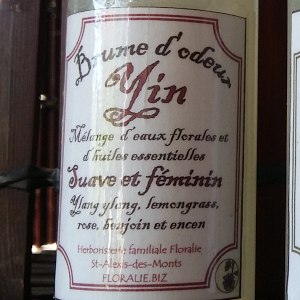 Brume d'odeur
Yin
Mélange d'eaux florales et
d'huiles essentielles
Suave et féminin
Ylang ylang, lemongrass,
rose, benjoin et encen
Herboristerie familiale Floralie
St-Alexis-des-Monts
FLORALIE.BIZ